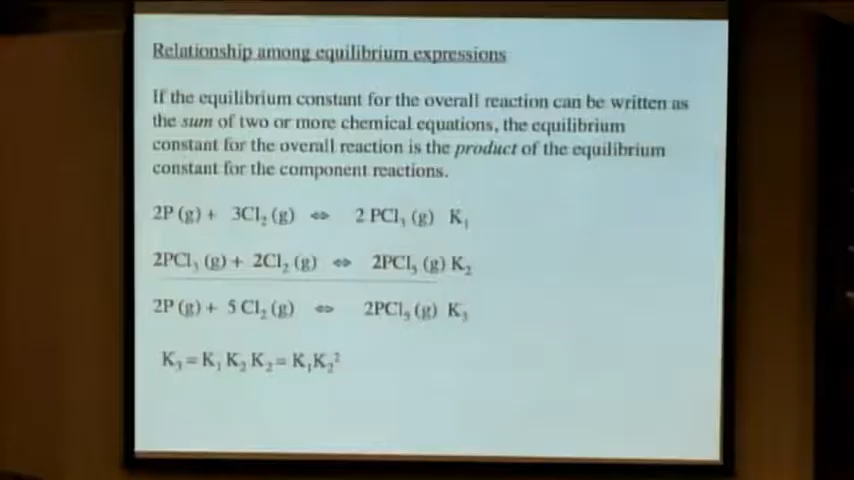 Relationship among equilibrium expressions
If the equilibrium constant for the overall reaction can be written as
the sum of two or more chemical equations, the equilibrium
constant for the overall reaction is the product of the equilibrium
constant for the component reactions.
2P (g) + 3Cl₂ (g) ⇔ 2 PCl₃ (g) K₁
2PCl₃ (g) + 2Cl₂ (g) ⇔ 2PCl₅ (g) K₂
2P (g) + 5 Cl₂ (g) ⇔ 2PCl₅ (g) K₃
K₃ = K₁ K₂ K₂ = K₁K₂²